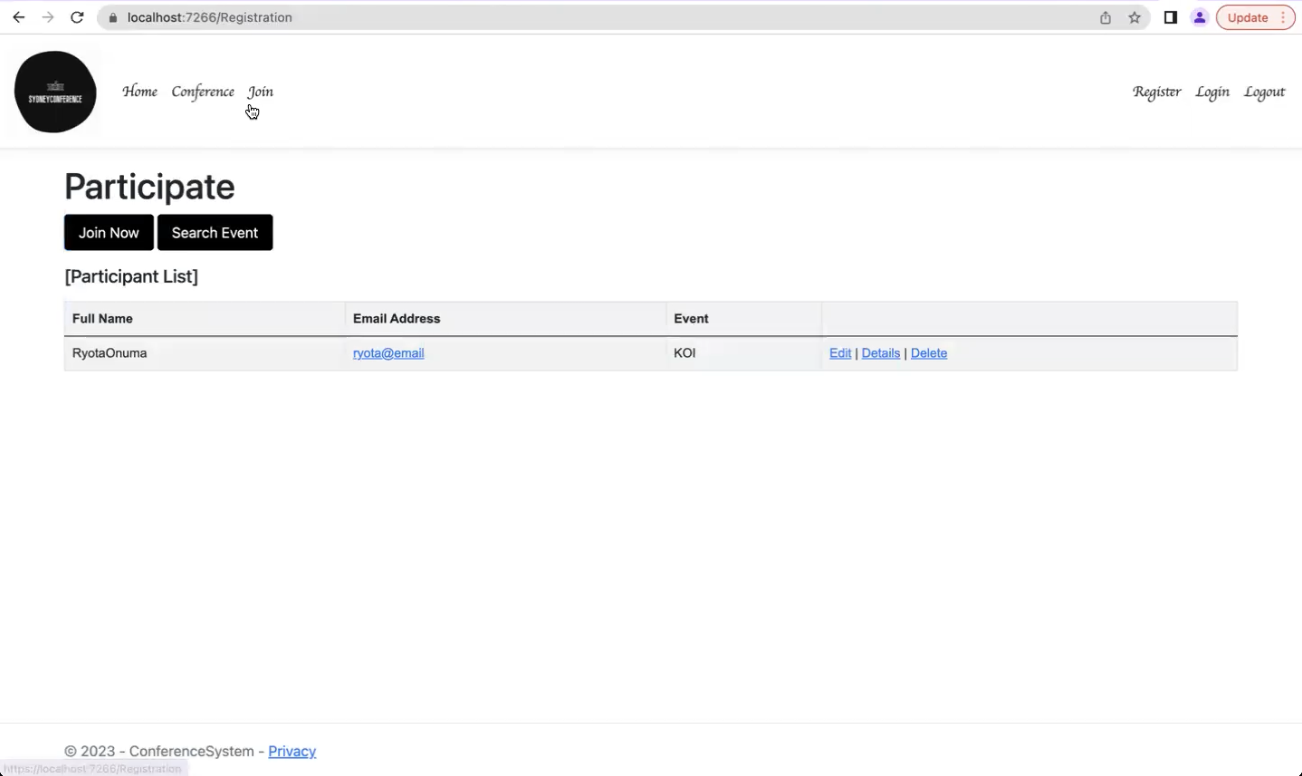 localhost:7266/Registration
Update
SYDNEYCONFERENCE
Home Conference Join
Register Login Logout
Participate
Join Now Search Event
[Participant List]
Full Name Email Address Event
RyotaOnuma ryota@email KOI Edit | Details | Delete
© 2023 - ConferenceSystem - Privacy
https://localhost:7266/Registration